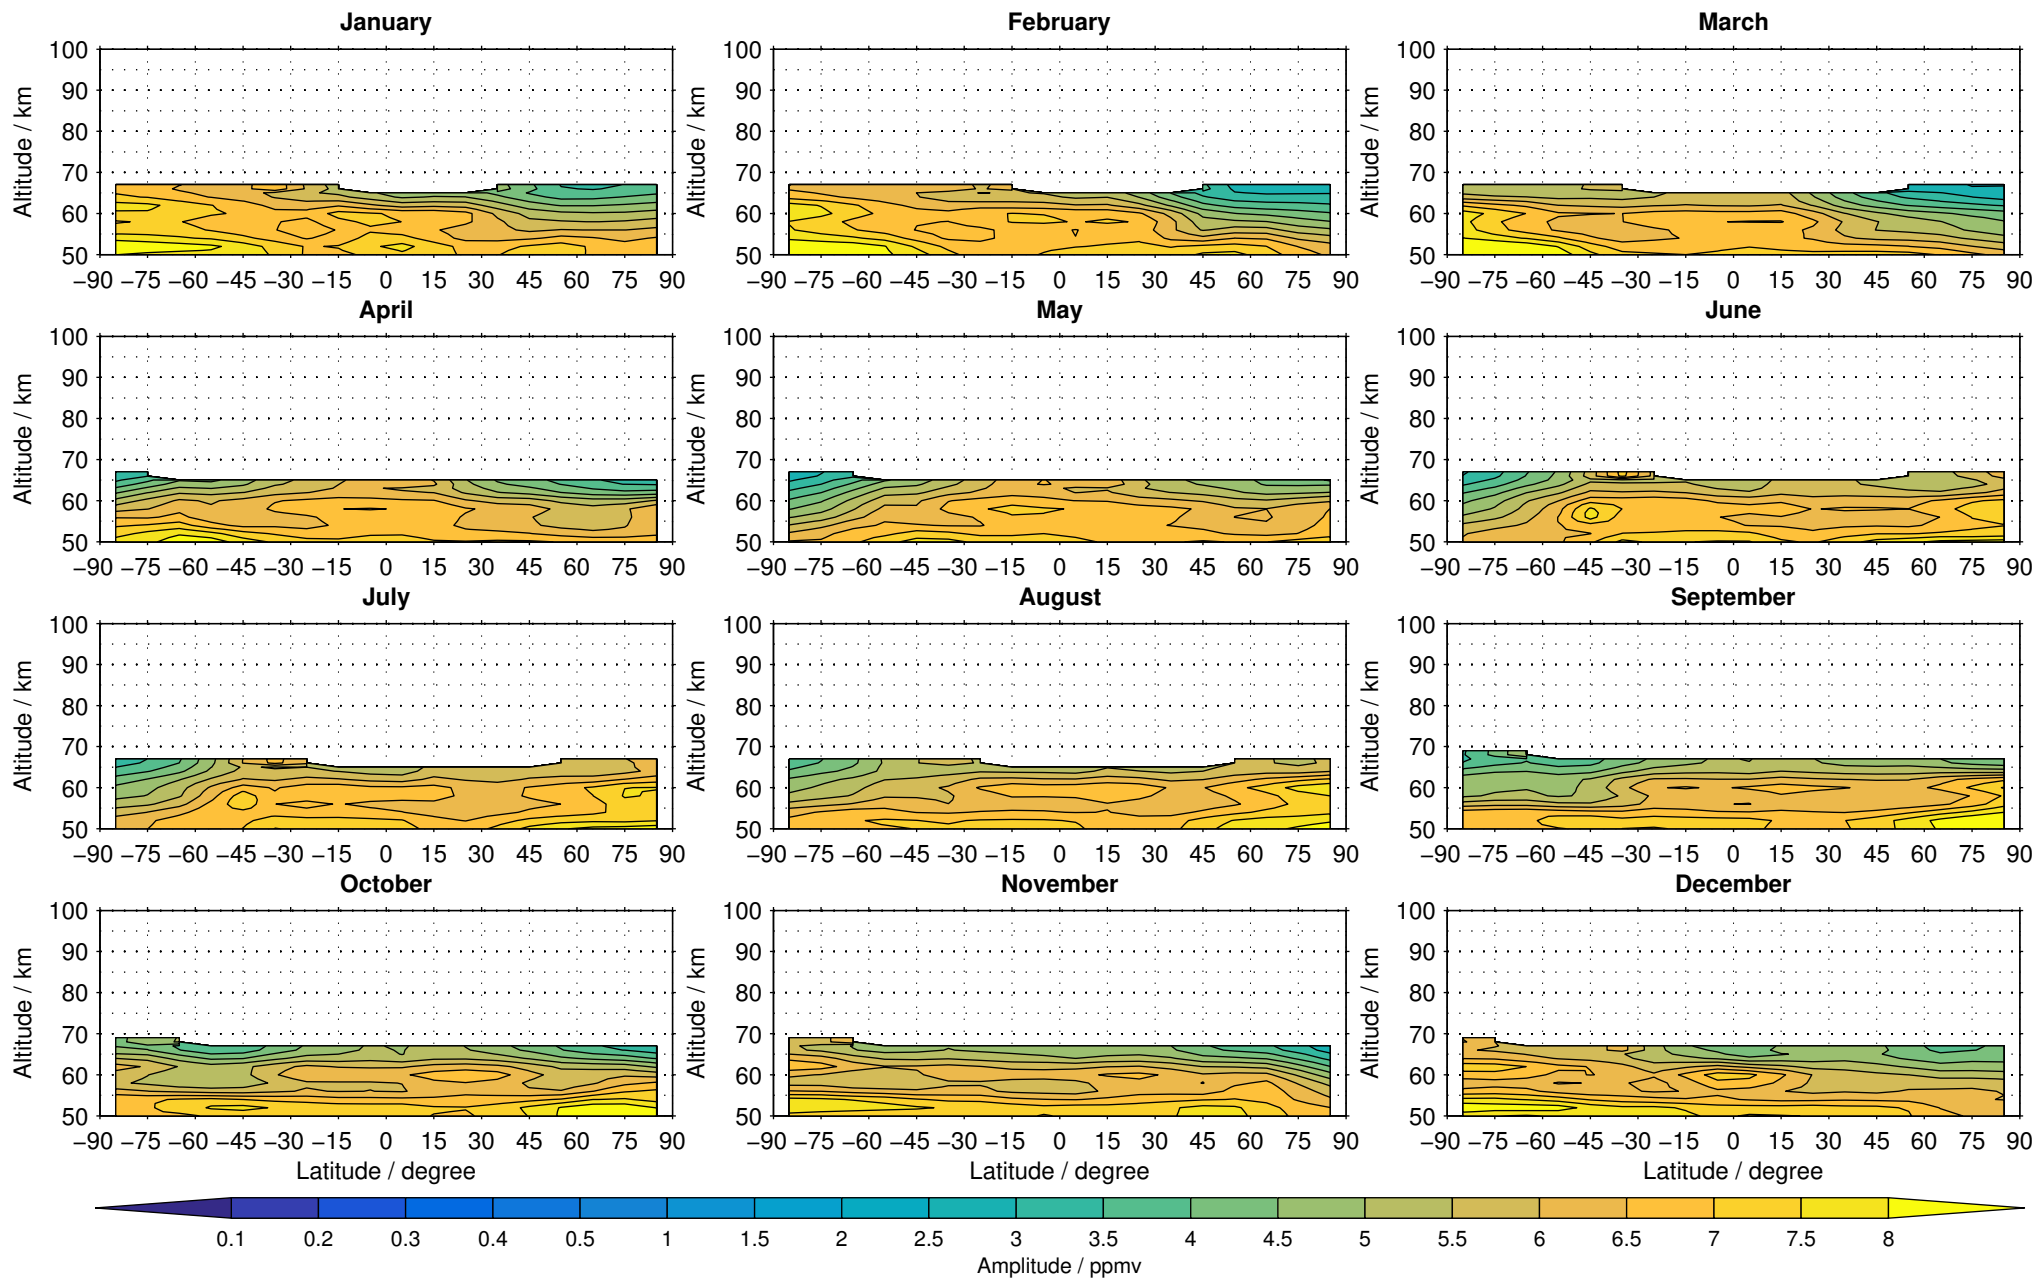 January February March
100 100 100
90 90 90
80 80 80
70 70 70
60 60 60
50 50 50
Altitude / km Altitude / km Altitude / km
−90 −75 −60 −45 −30 −15 0 15 30 45 60 75 90 −90 −75 −60 −45 −30 −15 0 15 30 45 60 75 90 −90 −75 −60 −45 −30 −15 0 15 30 45 60 75 90
April May June
100 100 100
90 90 90
80 80 80
70 70 70
60 60 60
50 50 50
Altitude / km Altitude / km Altitude / km
−90 −75 −60 −45 −30 −15 0 15 30 45 60 75 90 −90 −75 −60 −45 −30 −15 0 15 30 45 60 75 90 −90 −75 −60 −45 −30 −15 0 15 30 45 60 75 90
July August September
100 100 100
90 90 90
80 80 80
70 70 70
60 60 60
50 50 50
Altitude / km Altitude / km Altitude / km
−90 −75 −60 −45 −30 −15 0 15 30 45 60 75 90 −90 −75 −60 −45 −30 −15 0 15 30 45 60 75 90 −90 −75 −60 −45 −30 −15 0 15 30 45 60 75 90
October November December
100 100 100
90 90 90
80 80 80
70 70 70
60 60 60
50 50 50
Altitude / km Altitude / km Altitude / km
−90 −75 −60 −45 −30 −15 0 15 30 45 60 75 90 −90 −75 −60 −45 −30 −15 0 15 30 45 60 75 90 −90 −75 −60 −45 −30 −15 0 15 30 45 60 75 90
Latitude / degree Latitude / degree Latitude / degree
0.1 0.2 0.3 0.4 0.5 1 1.5 2 2.5 3 3.5 4 4.5 5 5.5 6 6.5 7 7.5 8
Amplitude / ppmv